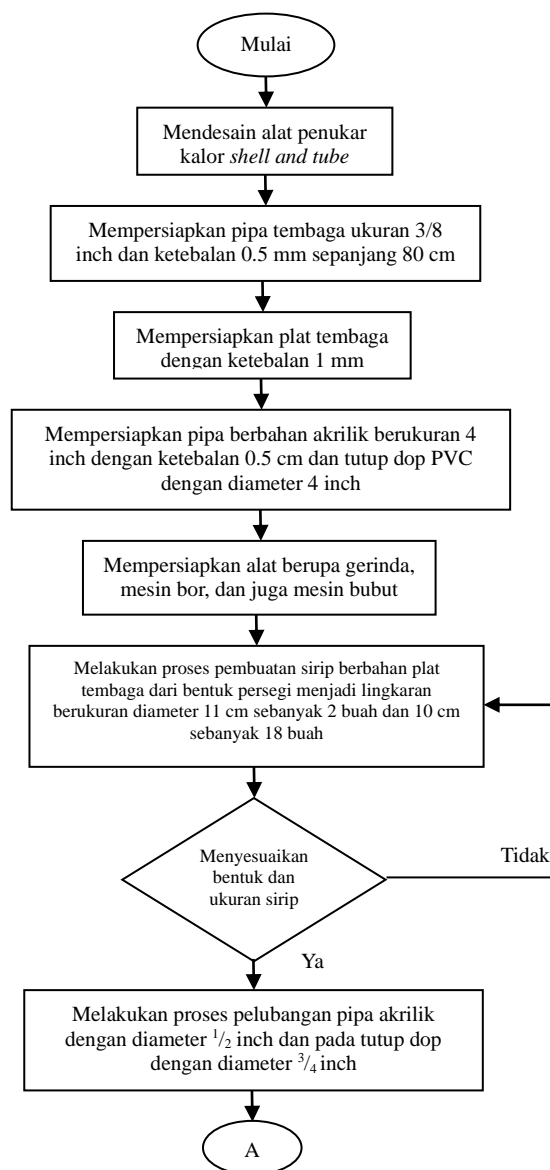 Mulai
Mendesain alat penukar
kalor shell and tube
Mempersiapkan pipa tembaga ukuran 3/8
inch dan ketebalan 0.5 mm sepanjang 80 cm
Mempersiapkan plat tembaga
dengan ketebalan 1 mm
Mempersiapkan pipa berbahan akrilik berukuran 4
inch dengan ketebalan 0.5 cm dan tutup dop PVC
dengan diameter 4 inch
Mempersiapkan alat berupa gerinda,
mesin bor, dan juga mesin bubut
Melakukan proses pembuatan sirip berbahan plat
tembaga dari bentuk persegi menjadi lingkaran
berukuran diameter 11 cm sebanyak 2 buah dan 10 cm
sebanyak 18 buah
Menyesuaikan
bentuk dan
ukuran sirip
Tidak
Ya
Melakukan proses pelubangan pipa akrilik
dengan diameter 1/2 inch dan pada tutup dop
dengan diameter 3/4 inch
A